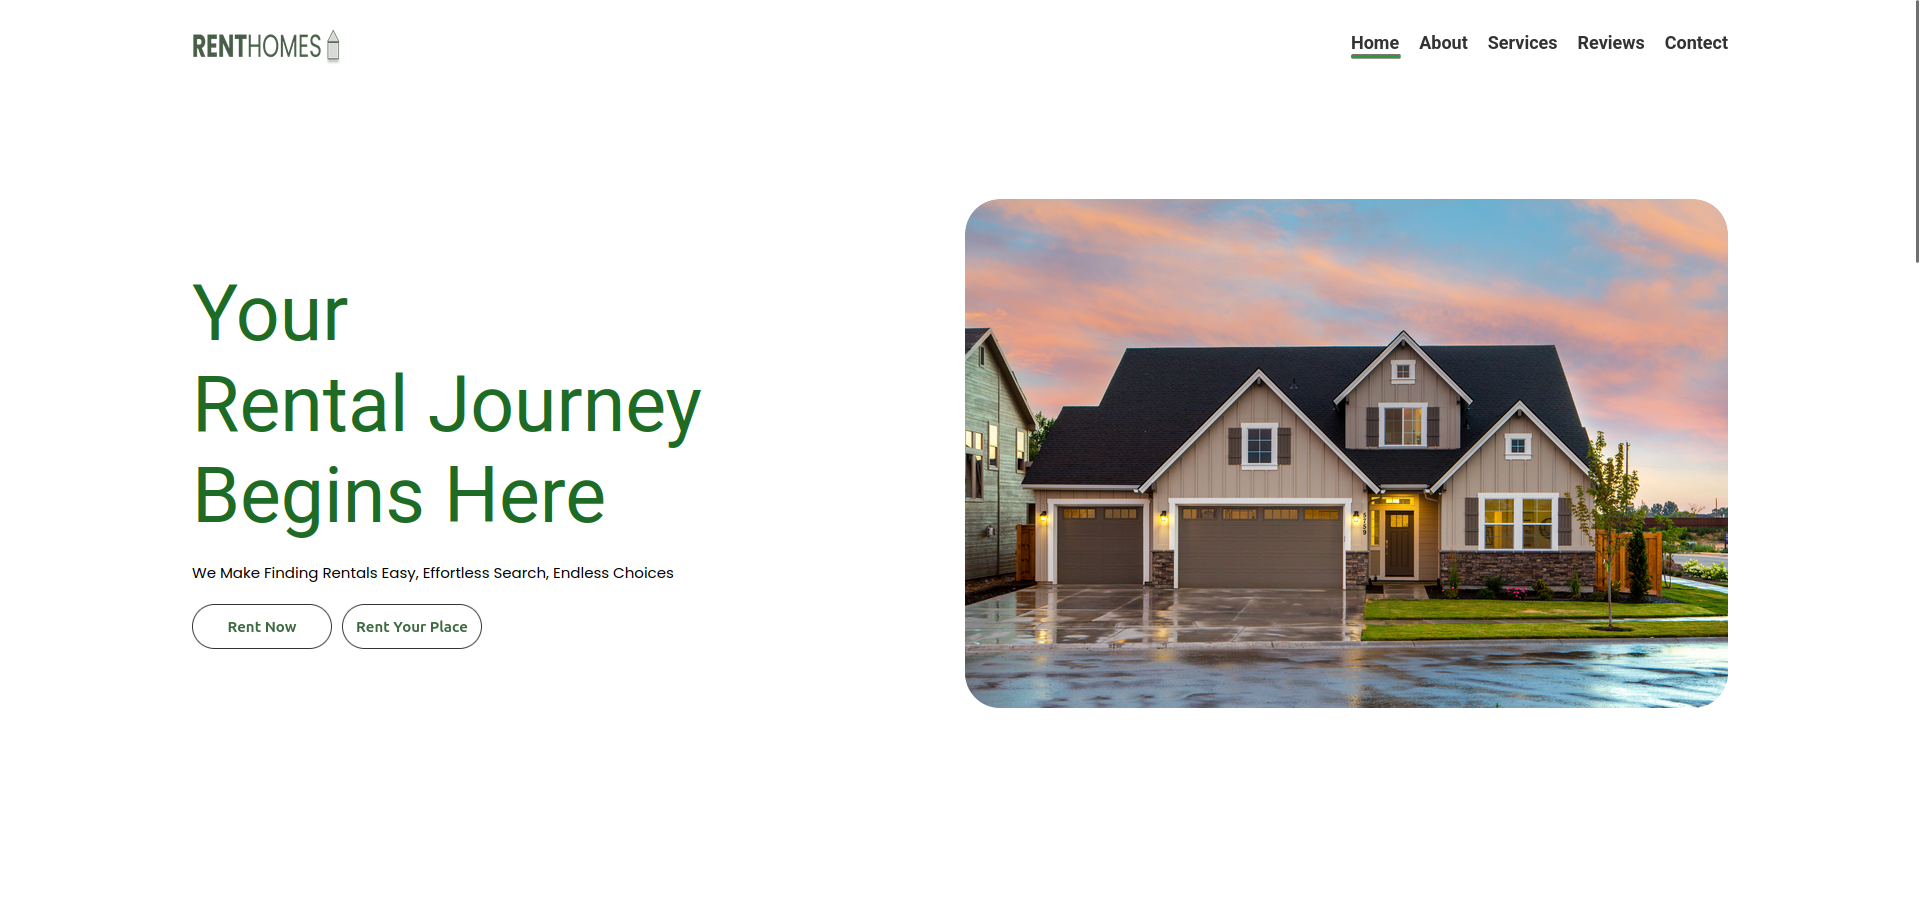 RENTHOMES
Home About Services Reviews Contect
Your
Rental Journey
Begins Here
We Make Finding Rentals Easy, Effortless Search, Endless Choices
Rent Now Rent Your Place
5759